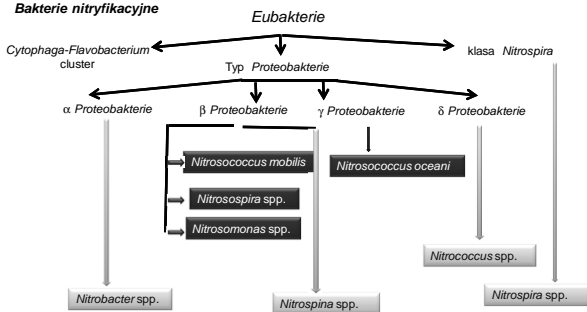 Bakterie nitryfikacyjne
Eubakterie
Cytophaga-Flavobacterium
cluster
klasa Nitrospira
Typ Proteobakterie
α Proteobakterie
β Proteobakterie
γ Proteobakterie
δ Proteobakterie
Nitrosococcus mobilis
Nitrosococcus oceani
Nitrosospira spp.
Nitrosomonas spp.
Nitrococcus spp.
Nitrobacter spp.
Nitrospina spp.
Nitrospira spp.